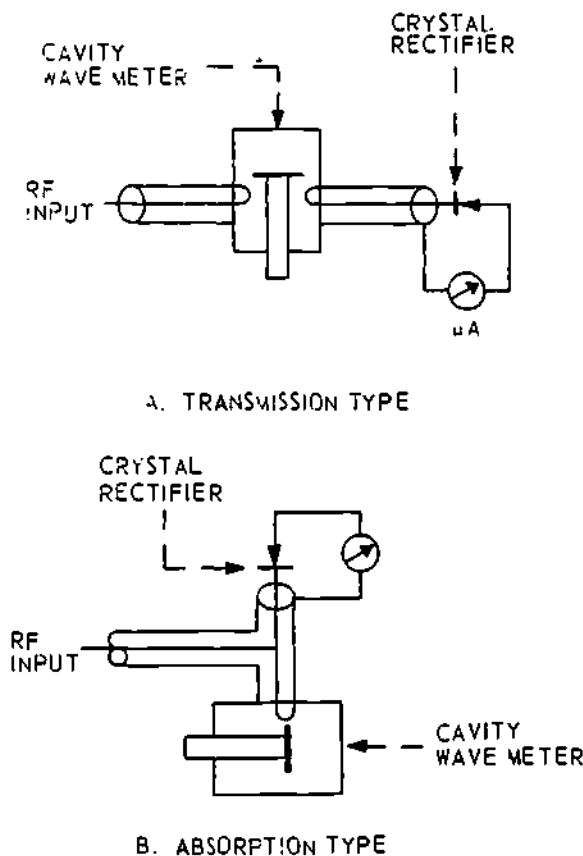 CRYSTAL
RECTIFIER
CAVITY
WAVE METER
RF
INPUT
μA
A. TRANSMISSION TYPE
CRYSTAL
RECTIFIER
RF
INPUT
CAVITY
WAVE METER
B. ABSORPTION TYPE